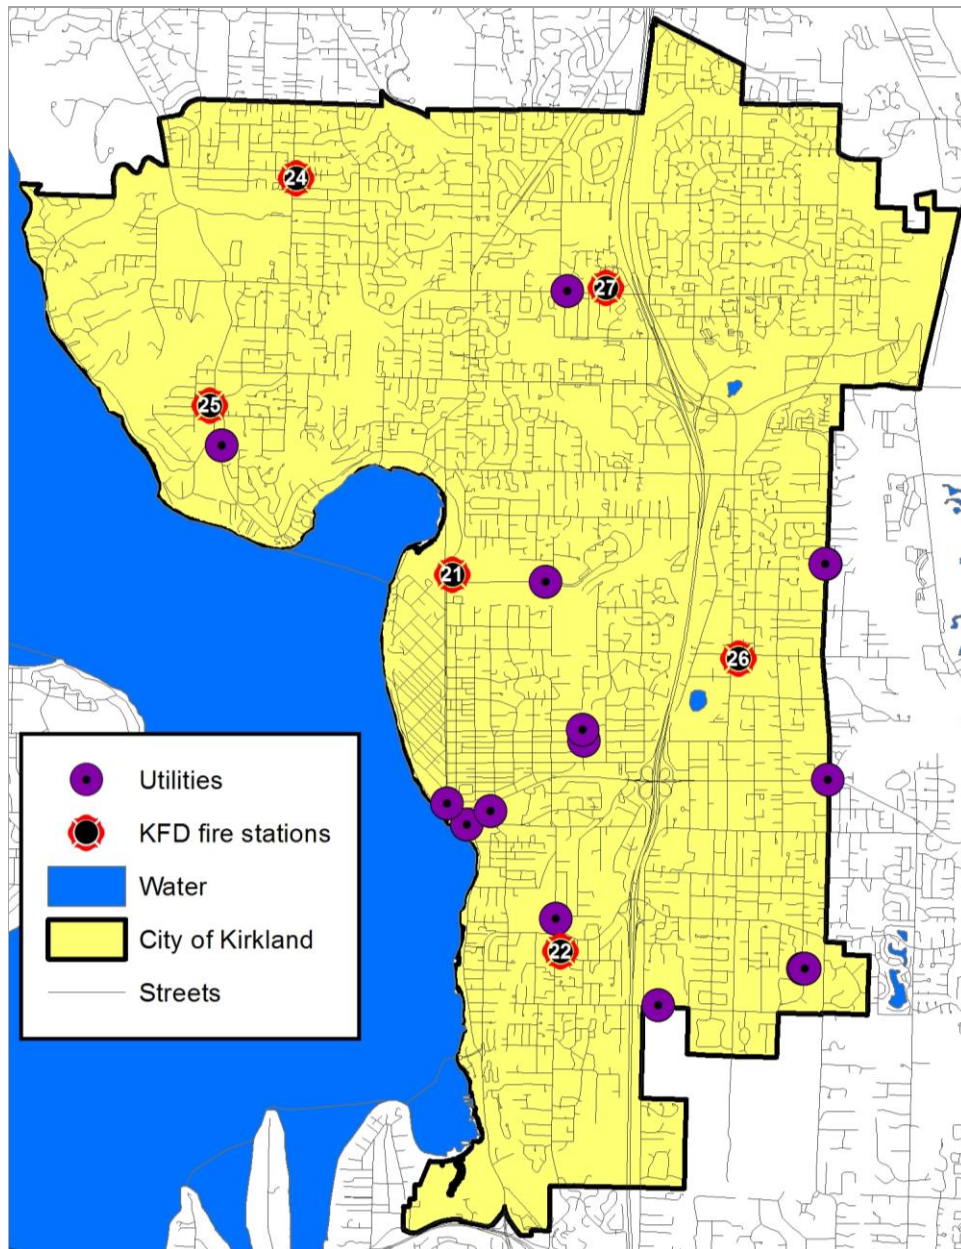 24
27
25
21
26
22
Utilities
KFD fire stations
Water
City of Kirkland
Streets